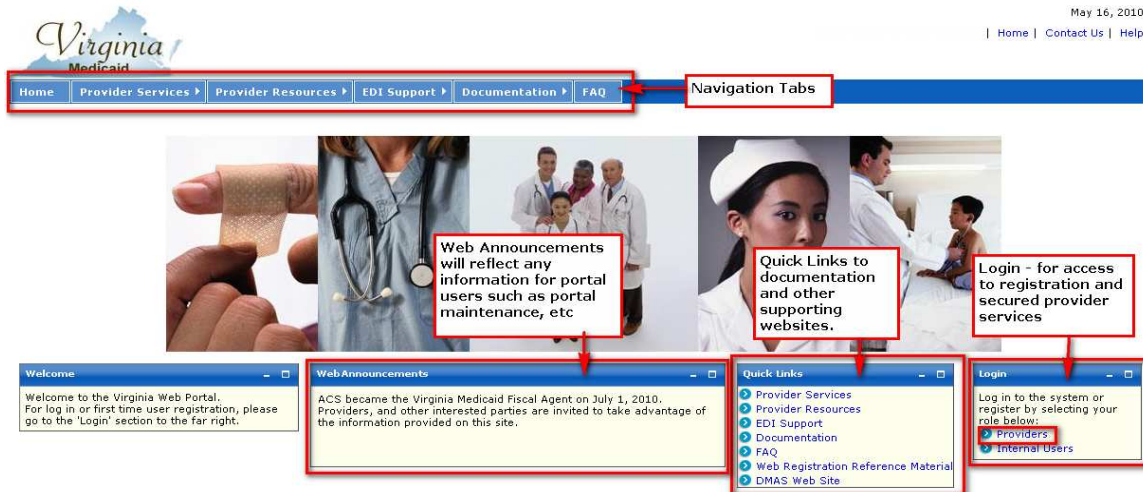 May 16, 2010
| Home | Contact Us | Help
Virginia
Medicaid
Home Provider Services Provider Resources EDI Support Documentation FAQ
Navigation Tabs
Web Announcements
will reflect any
information for portal
users such as portal
maintenance, etc
Quick Links to
documentation
and other
supporting
websites.
Login - for access
to registration and
secured provider
services
Welcome
Welcome to the Virginia Web Portal.
For log in or first time user registration, please
go to the 'Login' section to the far right.
WebAnnouncements
ACS became the Virginia Medicaid Fiscal Agent on July 1, 2010.
Providers, and other interested parties are invited to take advantage of
the information provided on this site.
Quick Links
Provider Services
Provider Resources
EDI Support
Documentation
FAQ
Web Registration Reference Material
DMAS Web Site
Login
Log in to the system or
register by selecting your
role below:
Providers
Internal Users